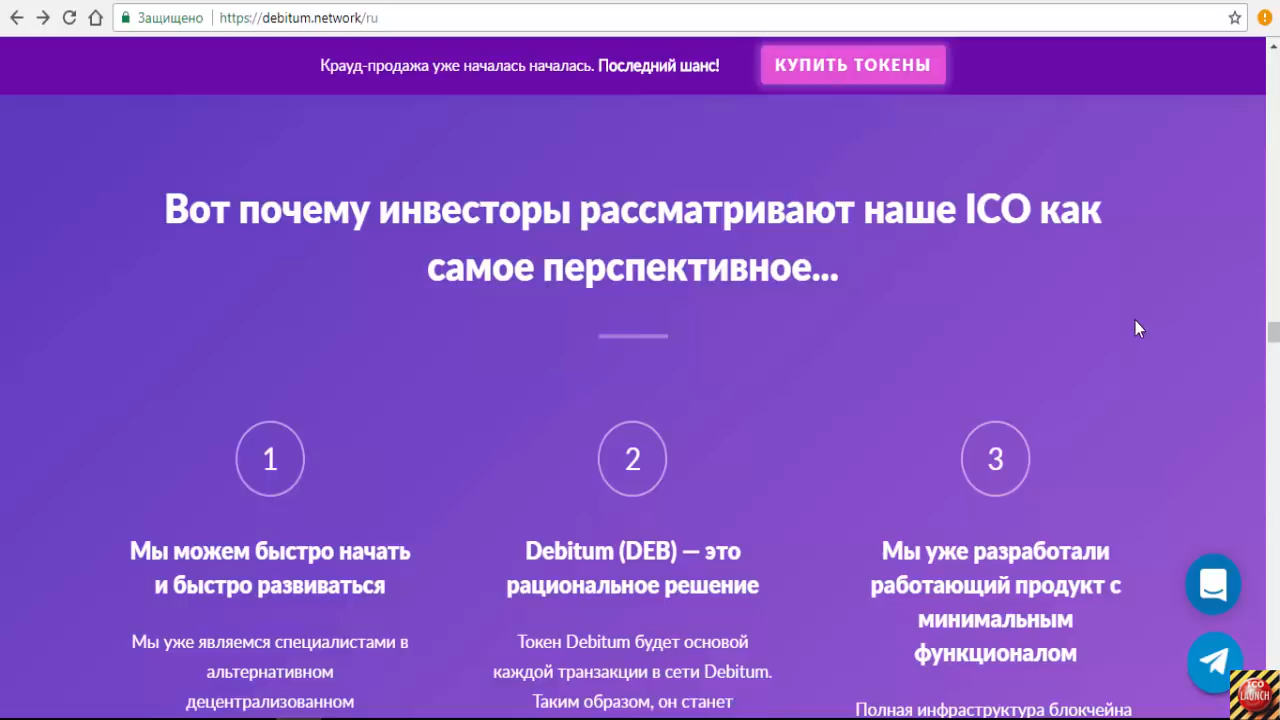 Защищено https://debitum.network/ru
Крауд-продажа уже началась началась. Последний шанс! КУПИТЬ ТОКЕНЫ
Вот почему инвесторы рассматривают наше ICO как
самое перспективное...
1
Мы можем быстро начать
и быстро развиваться
Мы уже являемся специалистами в
альтернативном
децентрализованном
2
Debitum (DEB) — это
рациональное решение
Токен Debitum будет основой
каждой транзакции в сети Debitum.
Таким образом, он станет
3
Мы уже разработали
работающий продукт с
минимальным
функционалом
Полная инфраструктура блокчейна
ICO
LAUNCH